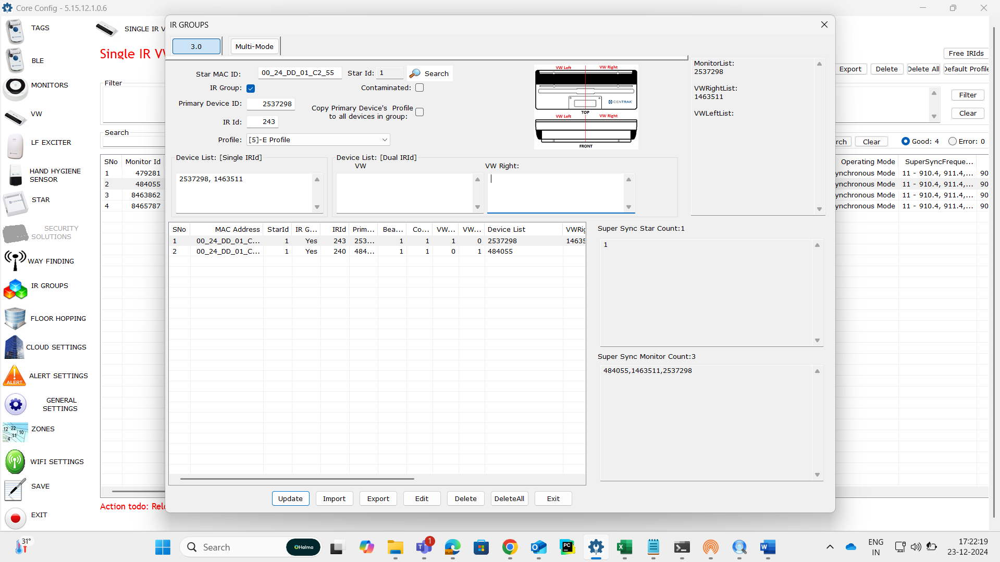 Core Config - 5.15.12.1.0.6
TAGS
BLE
MONITORS
VW
LF EXCITER
HAND HYGIENE
SENSOR
STAR
SECURITY
SOLUTIONS
WAY FINDING
IR GROUPS
FLOOR HOPPING
CLOUD SETTINGS
ALERT
ALERT SETTINGS
GENERAL
SETTINGS
ZONES
WIFI SETTINGS
SAVE
EXIT
SINGLE IR V
Single IR VW
Filter
Search
SNo Monitor Id
1 479281
2 484055
3 8463862
4 8465787
Action todo: Relo
IR GROUPS
3.0 Multi-Mode
Star MAC ID: 00_24_DD_01_C2_55 Star Id: 1 Search
IR Group: Contaminated:
Primary Device ID: 2537298
Copy Primary Device's Profile
to all devices in group:
IR Id: 243
Profile: [5]-E Profile
VW Left VW Right
CENTRAK
TOP
VW Left VW Right
FRONT
MonitorList:
2537298
VWRightList:
1463511
VWLeftList:
Device List: [Single IRId]
2537298, 1463511
Device List: [Dual IRId]
VW VW Right:
SNo MAC Address StarId IR G... IRId Prim... Bea... Co... VW... VW... Device List VWRig
1 00_24_DD_01_C... 1 Yes 243 253... 1 1 1 0 2537298 14635
2 00_24_DD_01_C... 1 Yes 240 484... 1 1 0 1 484055
Super Sync Star Count:1
1
Super Sync Monitor Count:3
484055,1463511,2537298
Update Import Export Edit Delete DeleteAll Exit
Free IRIds
Export Delete Delete All Default Profile
Filter
Clear
rch Clear Good: 4 Error: 0
Operating Mode SuperSyncFreque...
ynchronous Mode 11 - 910.4, 911.4,... 90
ynchronous Mode 11 - 910.4, 911.4,... 90
ynchronous Mode 11 - 910.4, 911.4,... 90
ynchronous Mode 11 - 910.4, 911.4,... 90
31°
Search
Halma
1
PC
ENG
IN
17:22:19
23-12-2024